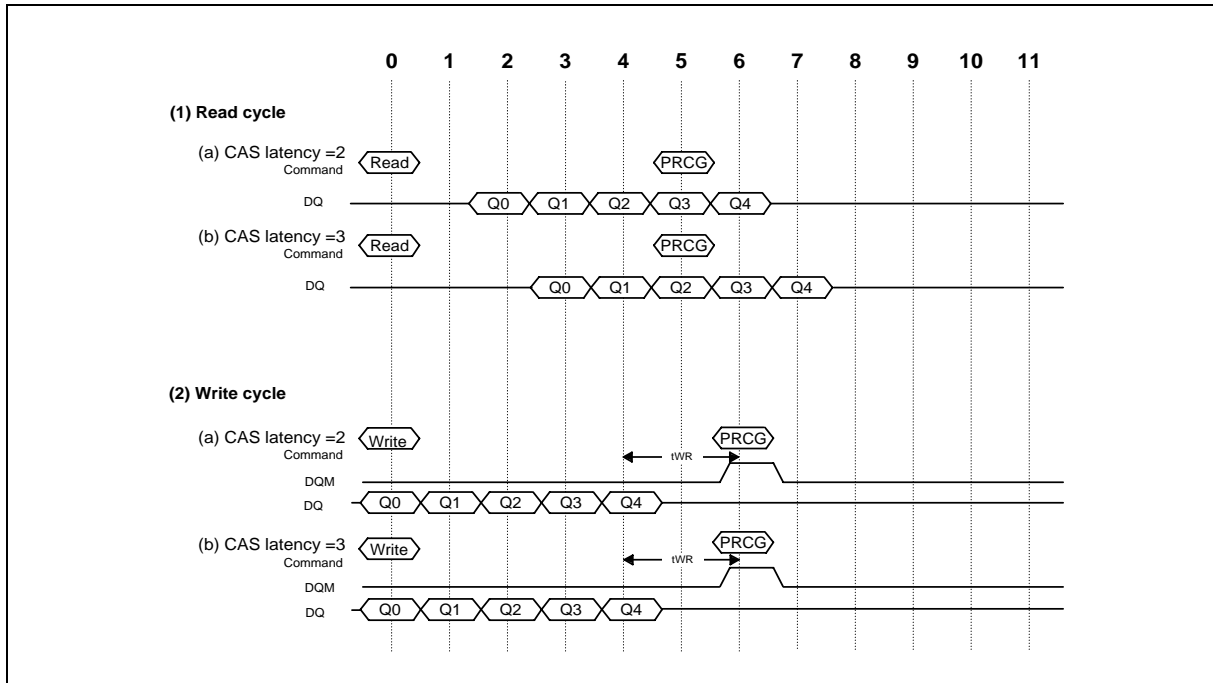 0 1 2 3 4 5 6 7 8 9 10 11
(1) Read cycle
(a) CAS latency =2
Command
Read PRCG
DQ Q0 Q1 Q2 Q3 Q4
(b) CAS latency =3
Command
Read PRCG
DQ Q0 Q1 Q2 Q3 Q4
(2) Write cycle
(a) CAS latency =2
Command
Write PRCG
tWR
DQM
DQ Q0 Q1 Q2 Q3 Q4
(b) CAS latency =3
Command
Write PRCG
tWR
DQM
DQ Q0 Q1 Q2 Q3 Q4